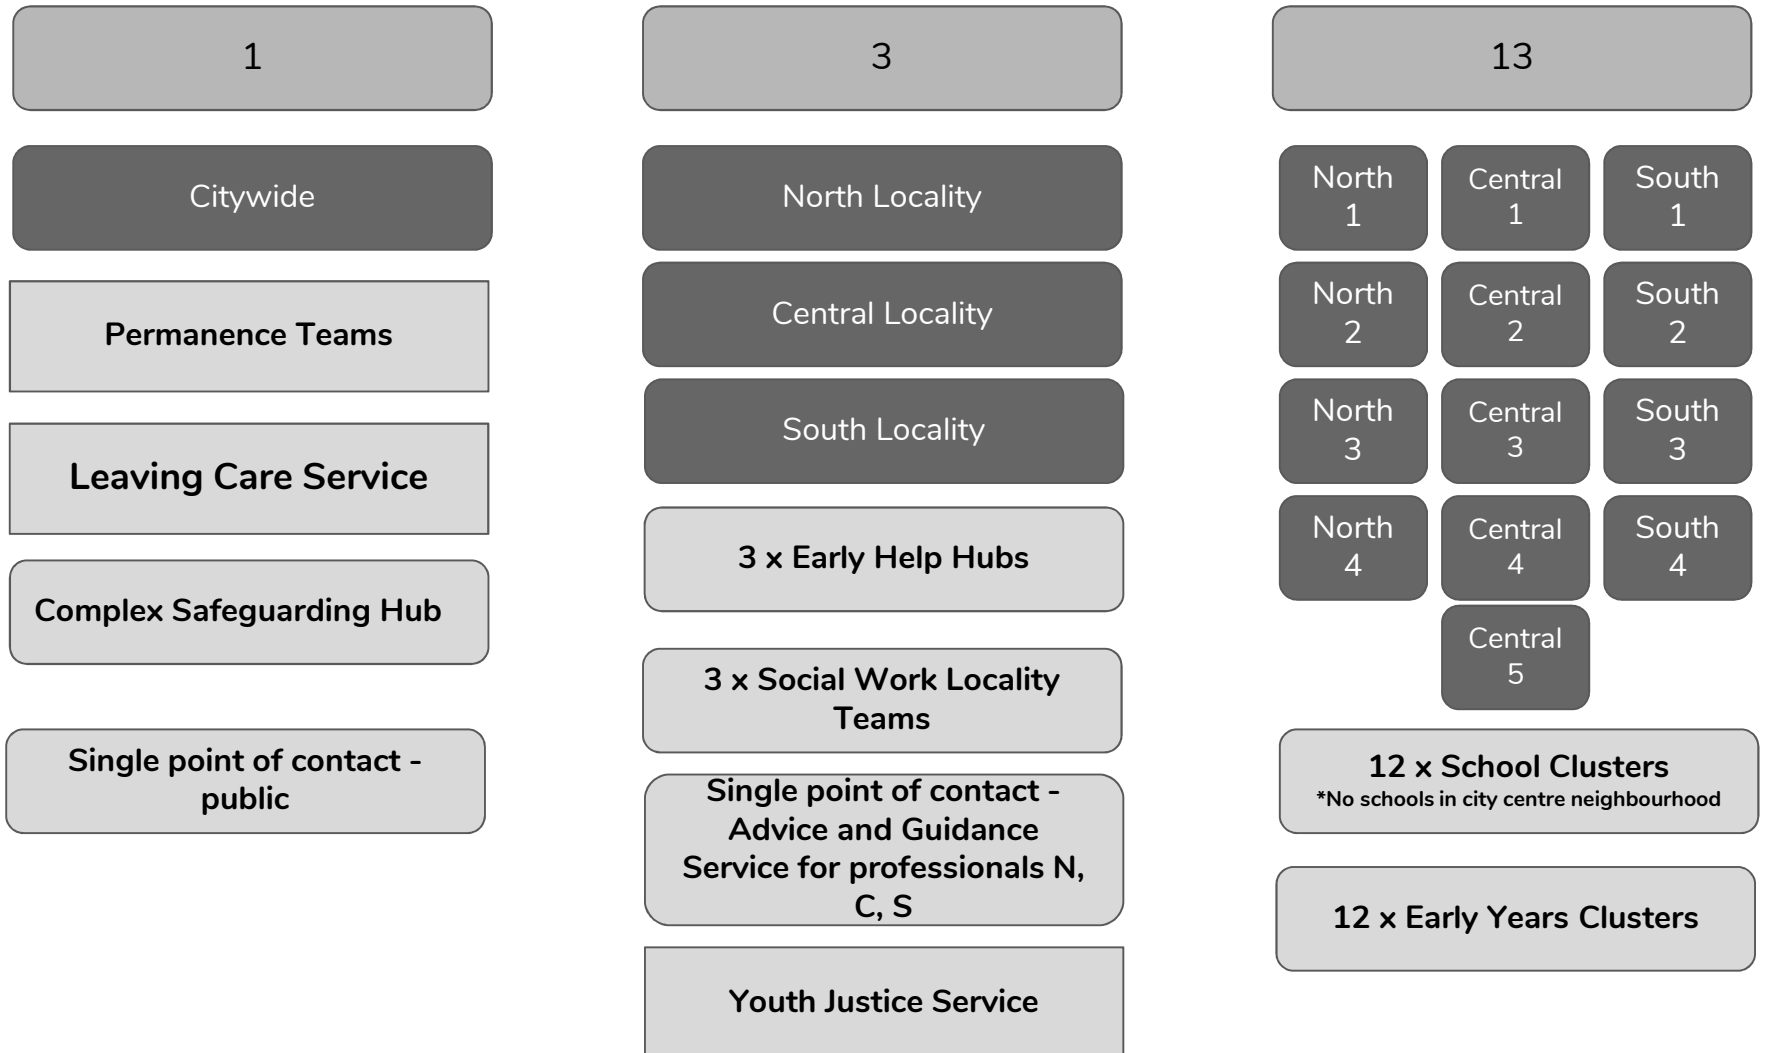 1
Citywide
Permanence Teams
Leaving Care Service
Complex Safeguarding Hub
Single point of contact -
public
3
North Locality
Central Locality
South Locality
3 x Early Help Hubs
3 x Social Work Locality
Teams
Single point of contact -
Advice and Guidance
Service for professionals N,
C, S
Youth Justice Service
13
North
1
Central
1
South
1
North
2
Central
2
South
2
North
3
Central
3
South
3
North
4
Central
4
South
4
Central
5
12 x School Clusters
*No schools in city centre neighbourhood
12 x Early Years Clusters